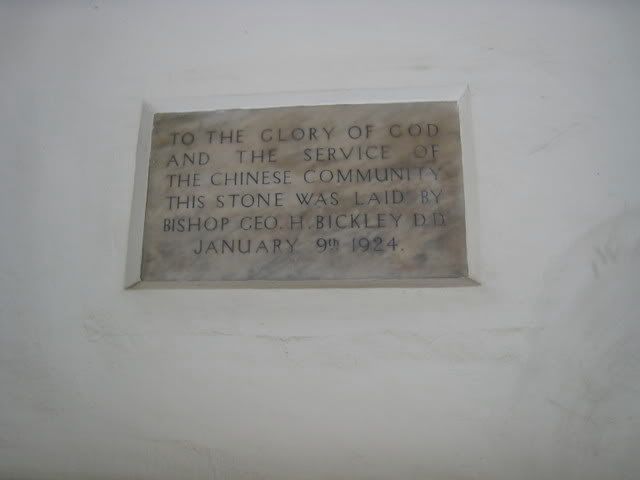 TO THE GLORY OF GOD
AND THE SERVICE OF
THE CHINESE COMMUNITY
THIS STONE WAS LAID BY
BISHOP GEO. H. BICKLEY D.D.
JANUARY 9th 1924.